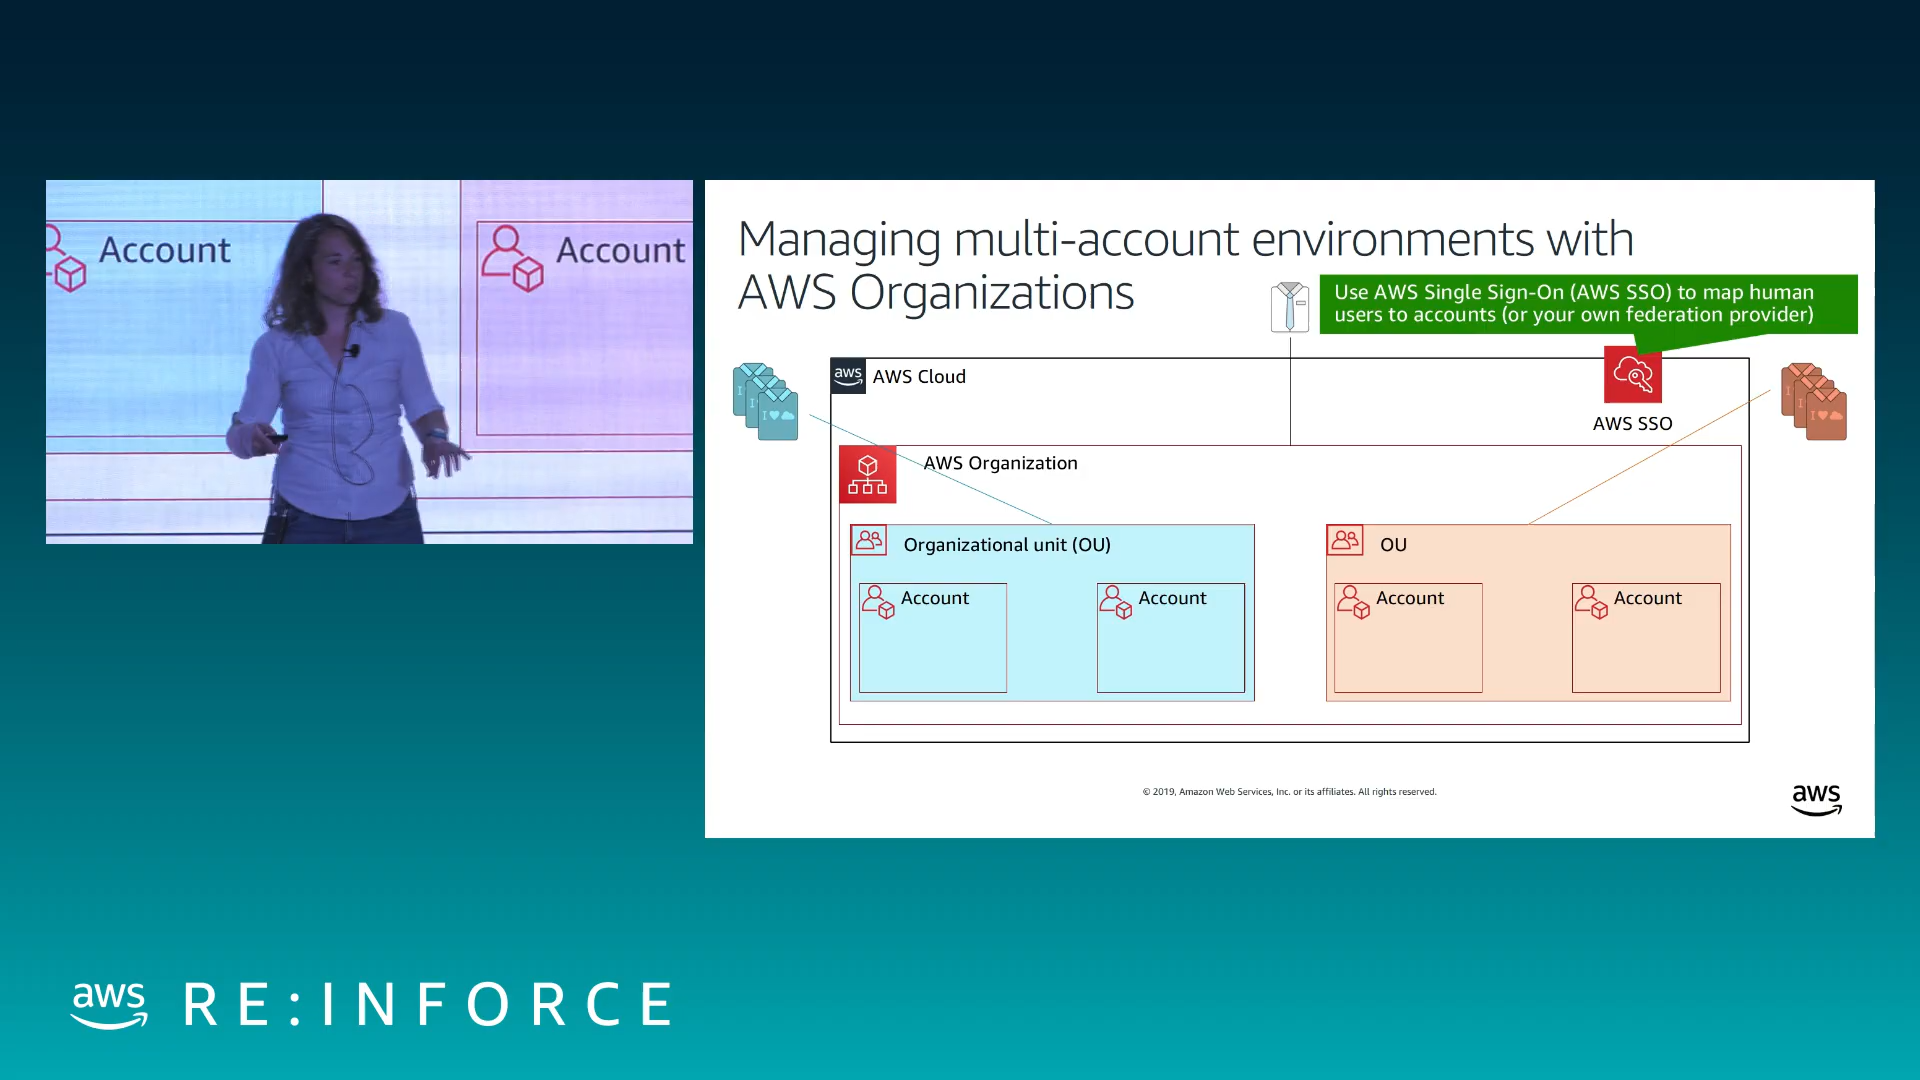 Account
Account
Managing multi-account environments with
AWS Organizations
Use AWS Single Sign-On (AWS SSO) to map human
users to accounts (or your own federation provider)
aws
AWS Cloud
AWS SSO
I
I
I
I
I
I
AWS Organization
Organizational unit (OU)
OU
Account
Account
Account
Account
© 2019, Amazon Web Services, Inc. or its affiliates. All rights reserved.
aws
aws RE:INFORCE